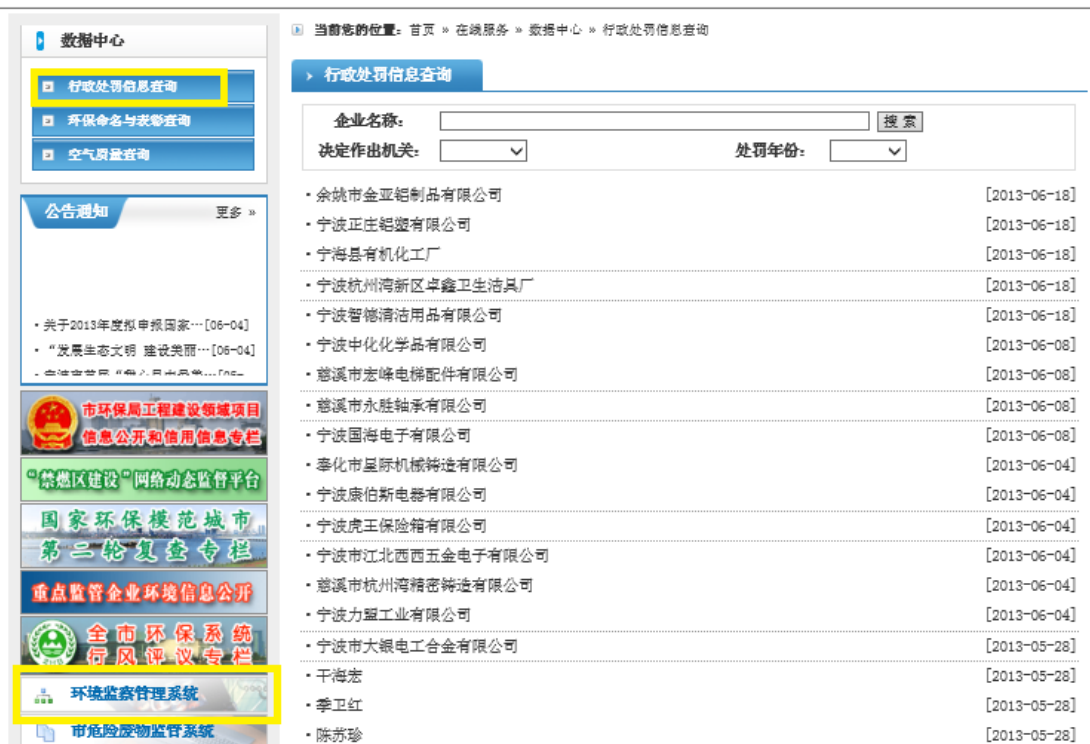 数据中心
行政处罚信息查询
环保命名与表彰查询
空气质量查询
公告通知
更多 »
·关于2013年度拟申报国家…[06-04]
·“发展生态文明 建设美丽…[06-04]
市环保局工程建设领域项目
信息公开和信用信息专栏
“禁燃区建设”网络动态监督平台
国家环保模范城市
第二轮复查专栏
重点监管企业环境信息公开
全市环保系统
行风评议专栏
环境监察管理系统
市危险废物监管系统
当前您的位置：首页 » 在线服务 » 数据中心 » 行政处罚信息查询
行政处罚信息查询
企业名称： 搜索
决定作出机关： 处罚年份：
·余姚市金亚铝制品有限公司 [2013-06-18]
·宁波正庄铝塑有限公司 [2013-06-18]
·宁海县有机化工厂 [2013-06-18]
·宁波杭州湾新区卓鑫卫生洁具厂 [2013-06-18]
·宁波智德清洁用品有限公司 [2013-06-18]
·宁波中化化学品有限公司 [2013-06-08]
·慈溪市宏峰电梯配件有限公司 [2013-06-08]
·慈溪市永胜轴承有限公司 [2013-06-08]
·宁波国海电子有限公司 [2013-06-08]
·奉化市星际机械铸造有限公司 [2013-06-04]
·宁波康伯斯电器有限公司 [2013-06-04]
·宁波虎王保险箱有限公司 [2013-06-04]
·宁波市江北西西五金电子有限公司 [2013-06-04]
·慈溪市杭州湾精密铸造有限公司 [2013-06-04]
·宁波力盟工业有限公司 [2013-06-04]
·宁波市大银电工合金有限公司 [2013-05-28]
·干海宏 [2013-05-28]
·季卫红 [2013-05-28]
·陈苏珍 [2013-05-28]